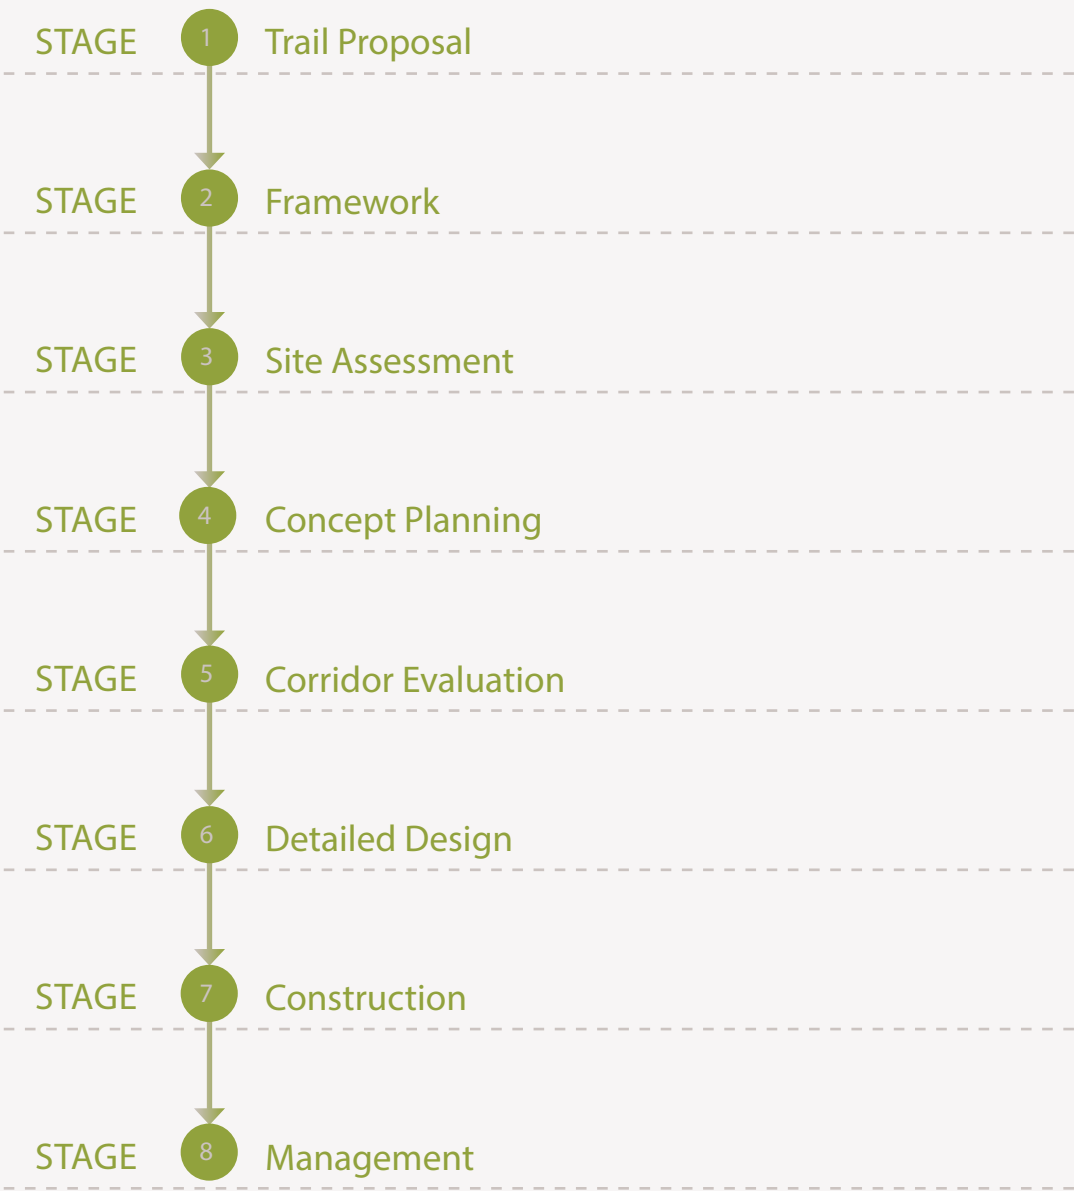 STAGE 1 Trail Proposal
STAGE 2 Framework
STAGE 3 Site Assessment
STAGE 4 Concept Planning
STAGE 5 Corridor Evaluation
STAGE 6 Detailed Design
STAGE 7 Construction
STAGE 8 Management